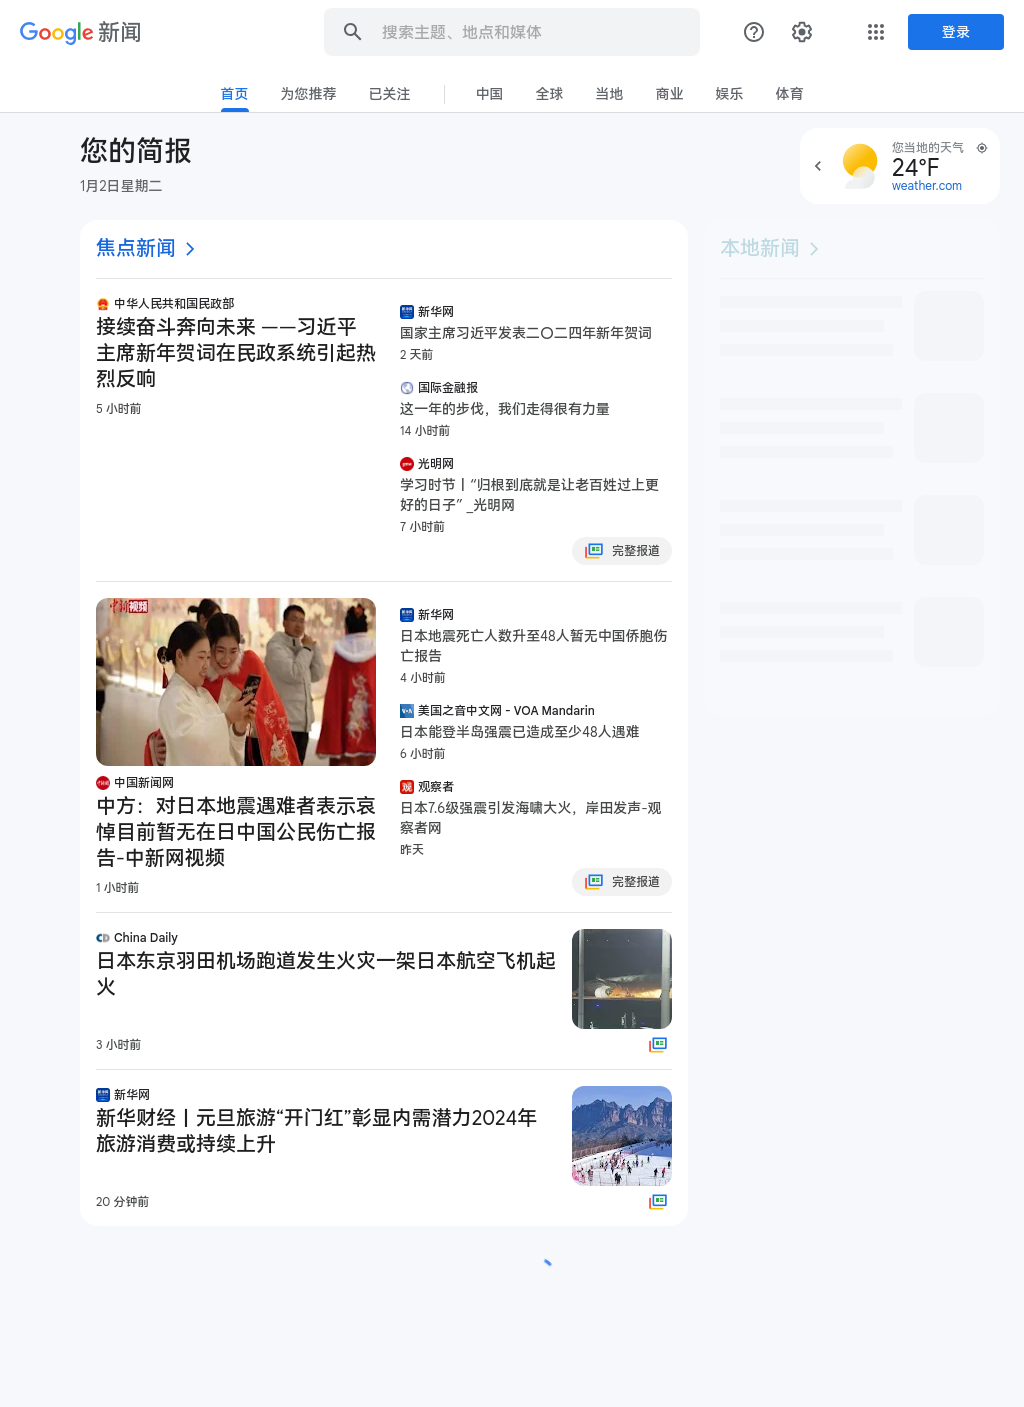 Google 新闻
搜索主题、地点和媒体
登录
首页
为您推荐
已关注
中国
全球
当地
商业
娱乐
体育
您的简报
1月2日星期二
您当地的天气
24°F
weather.com
焦点新闻
本地新闻
中华人民共和国民政部
接续奋斗奔向未来 ——习近平
主席新年贺词在民政系统引起热
烈反响
5 小时前
新华网
国家主席习近平发表二〇二四年新年贺词
2 天前
国际金融报
这一年的步伐，我们走得很有力量
14 小时前
光明网
学习时节丨“归根到底就是让老百姓过上更
好的日子” _光明网
7 小时前
完整报道
中新视频
中国新闻网
中方：对日本地震遇难者表示哀
悼目前暂无在日中国公民伤亡报
告-中新网视频
1 小时前
新华网
日本地震死亡人数升至48人暂无中国侨胞伤
亡报告
4 小时前
美国之音中文网 - VOA Mandarin
日本能登半岛强震已造成至少48人遇难
6 小时前
观察者
日本7.6级强震引发海啸大火，岸田发声-观
察者网
昨天
完整报道
China Daily
日本东京羽田机场跑道发生火灾一架日本航空飞机起
火
3 小时前
新华网
新华财经丨元旦旅游“开门红”彰显内需潜力2024年
旅游消费或持续上升
20 分钟前